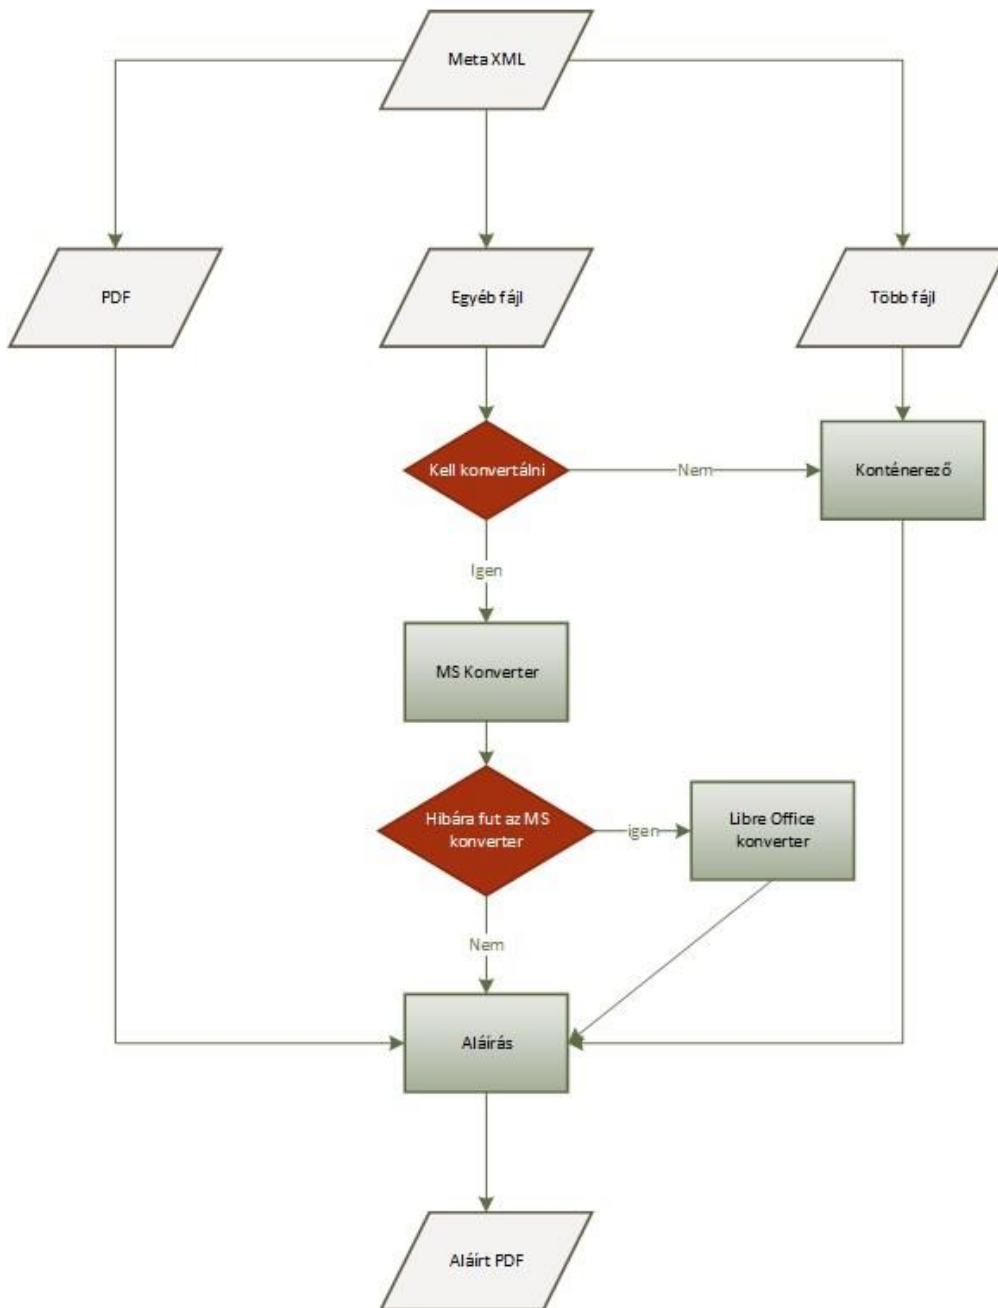 Meta XML
PDF
Egyéb fájl
Több fájl
Kell konvertálni
Nem
Konténerező
Igen
MS Konverter
Hibára fut az MS
konverter
igen
Libre Office
konverter
Nem
Aláírás
Aláírt PDF